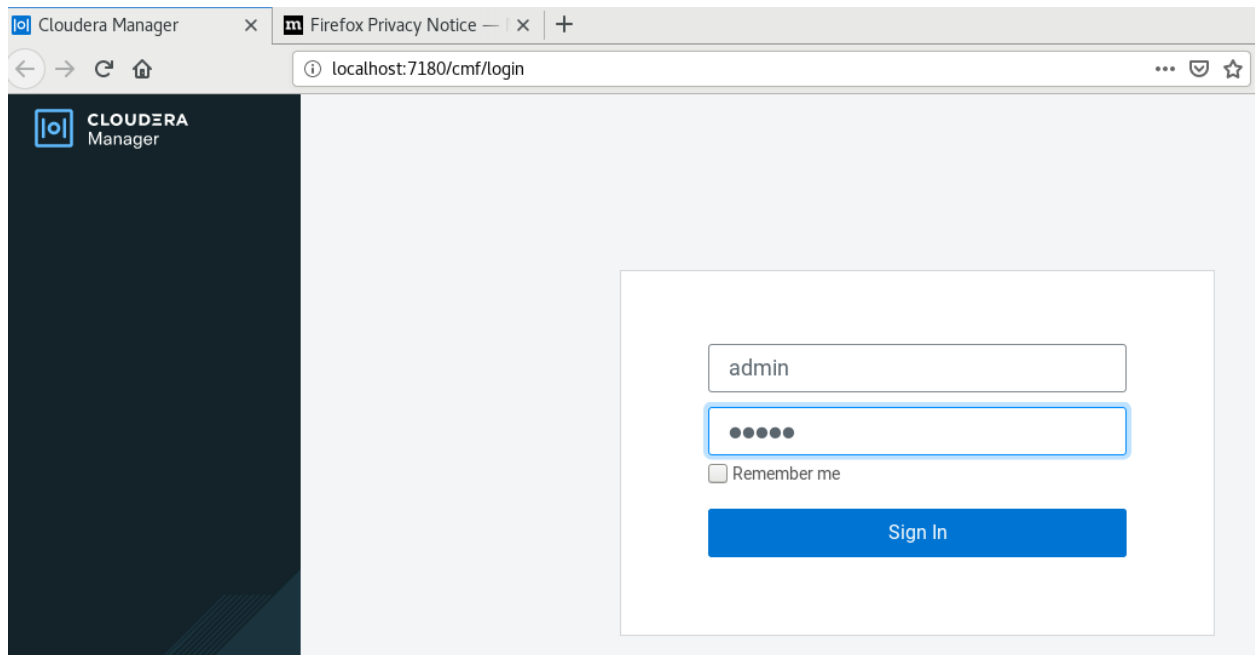 Cloudera Manager
Firefox Privacy Notice —
localhost:7180/cmf/login
CLOUDERA
Manager
admin
●●●●●
Remember me
Sign In